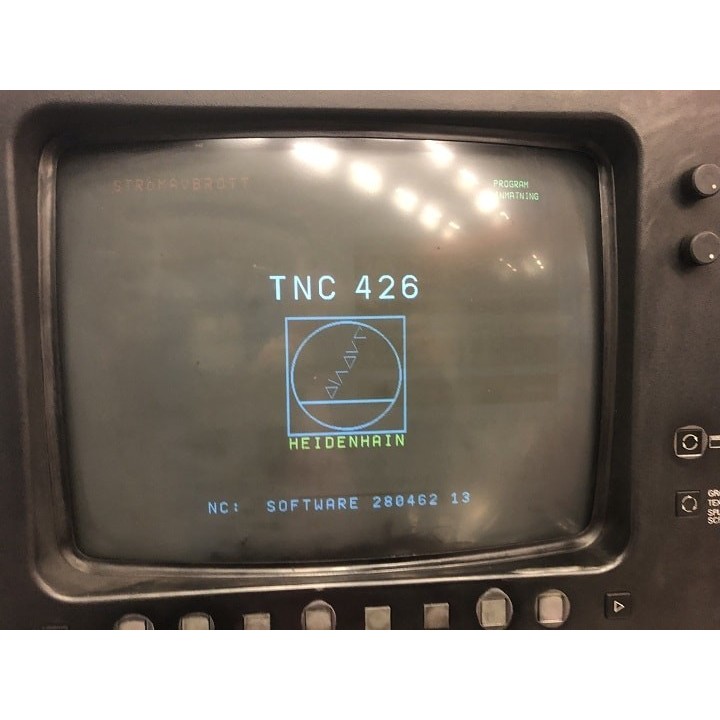 STRÖMAVBROTT
PROGRAM
INMATNING
TNC 426
HEIDENHAIN
NC: SOFTWARE 280462 13